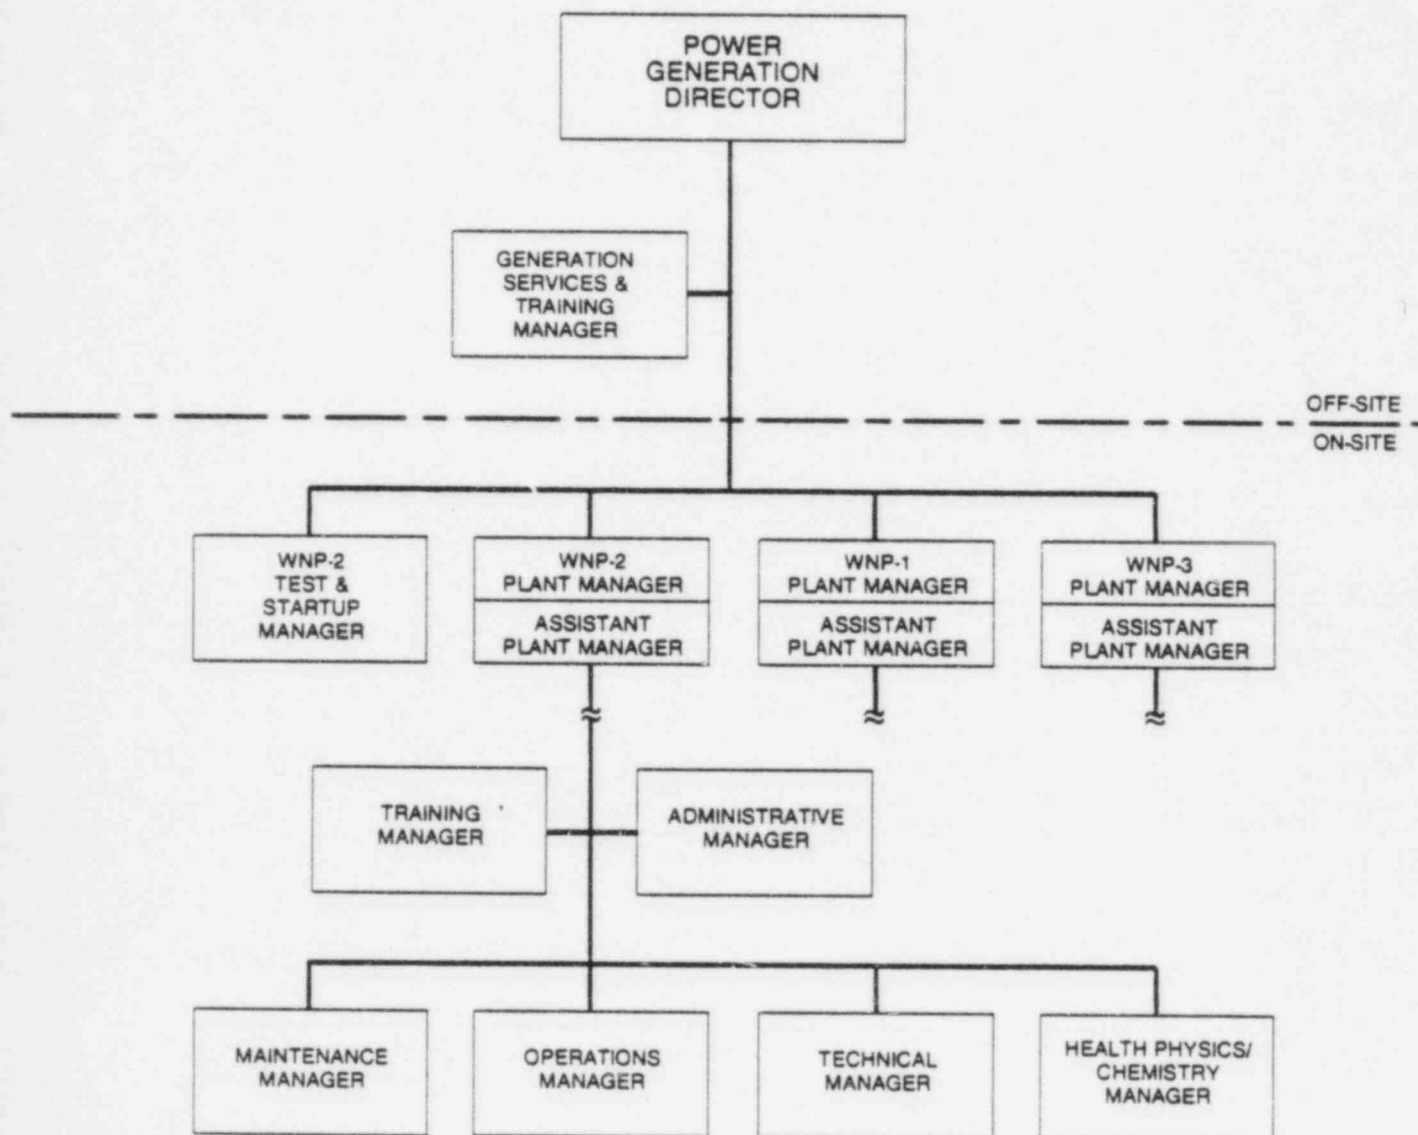 POWER
GENERATION
DIRECTOR
GENERATION
SERVICES &
TRAINING
MANAGER
OFF-SITE
ON-SITE
WNP-2
TEST &
STARTUP
MANAGER
WNP-2
PLANT MANAGER
ASSISTANT
PLANT MANAGER
WNP-1
PLANT MANAGER
ASSISTANT
PLANT MANAGER
WNP-3
PLANT MANAGER
ASSISTANT
PLANT MANAGER
TRAINING
MANAGER
ADMINISTRATIVE
MANAGER
MAINTENANCE
MANAGER
OPERATIONS
MANAGER
TECHNICAL
MANAGER
HEALTH PHYSICS/
CHEMISTRY
MANAGER